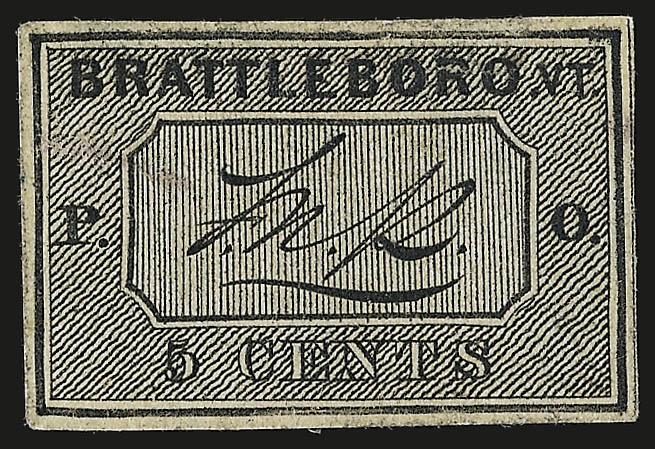 BRATTLEBORO, VT.
F.N.P.
P. O.
5 CENTS